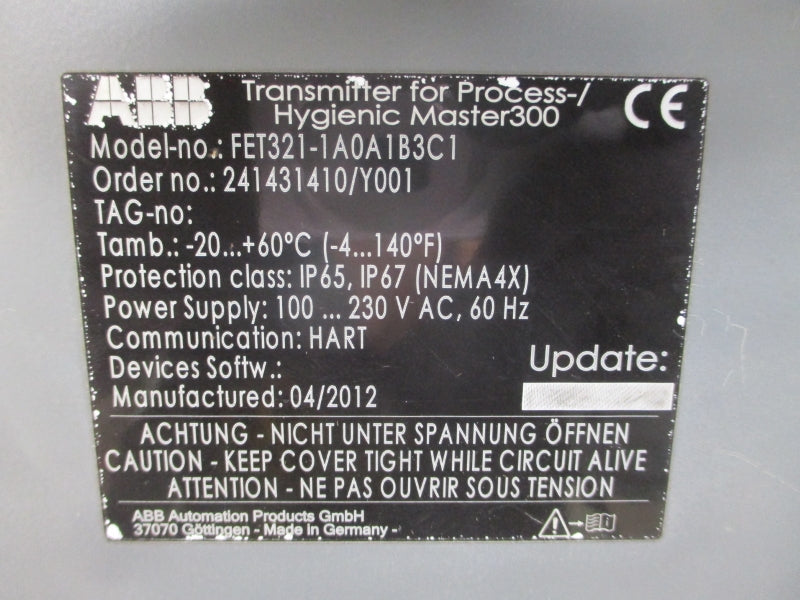 ABB
Transmitter for Process-/
Hygienic Master300
CE
Model-no.: FET321-1A0A1B3C1
Order no.: 241431410/Y001
TAG-no:
Tamb.: -20...+60ºC (-4...140ºF)
Protection class: IP65, IP67 (NEMA4X)
Power Supply: 100 ... 230 V AC, 60 Hz
Communication: HART
Devices Softw.:
Update:
Manufactured: 04/2012
ACHTUNG - NICHT UNTER SPANNUNG ÖFFNEN
CAUTION - KEEP COVER TIGHT WHILE CIRCUIT ALIVE
ATTENTION - NE PAS OUVRIR SOUS TENSION
ABB Automation Products GmbH
37070 Göttingen - Made in Germany -